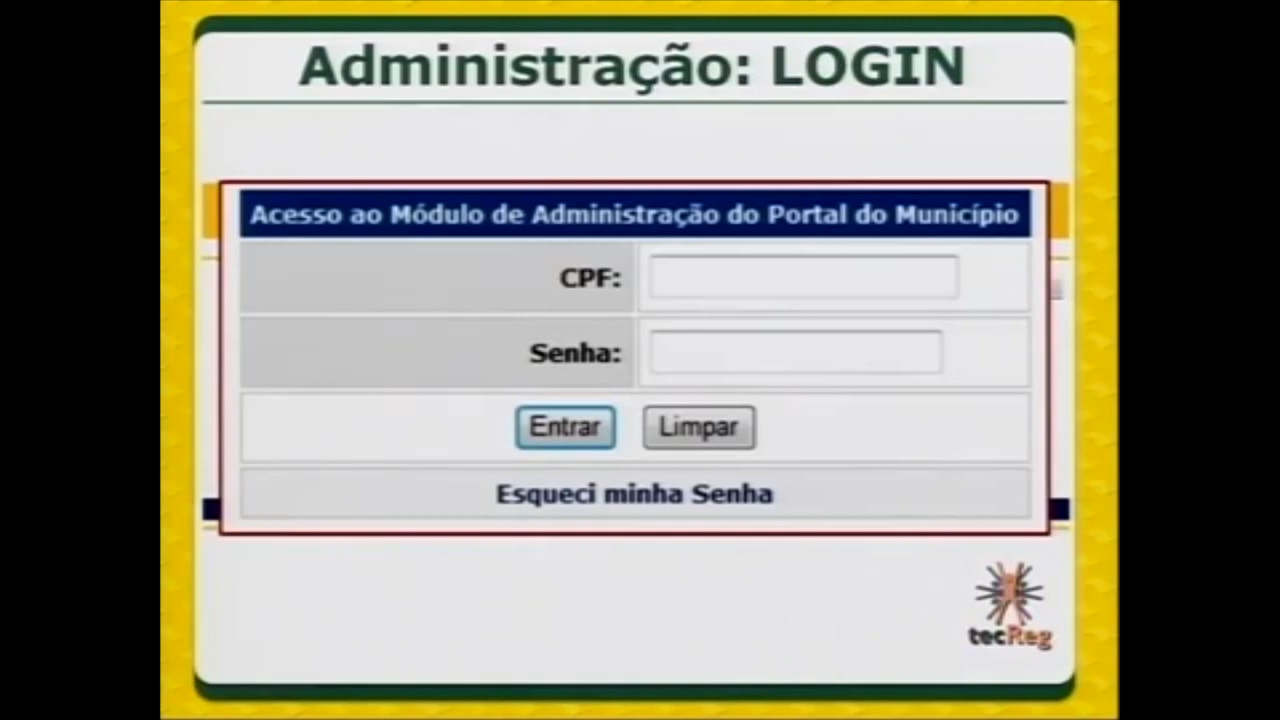 Administração: LOGIN
Acesso ao Módulo de Administração do Portal do Município
CPF:
Senha:
Entrar Limpar
Esqueci minha Senha
tecReg